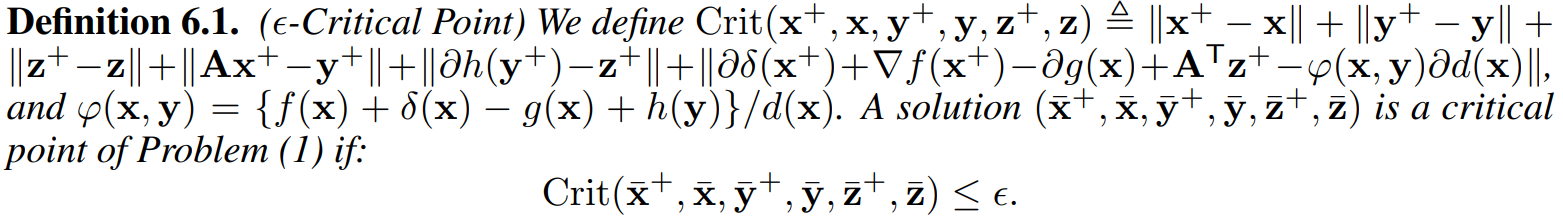 Definition 6.1. (ϵ-Critical Point) We define Crit(x⁺, x, y⁺, y, z⁺, z) ≜ ‖x⁺ − x‖ + ‖y⁺ − y‖ +
‖z⁺−z‖+‖Ax⁺−y⁺‖+‖∂h(y⁺)−z⁺‖+‖∂δ(x⁺)+∇f(x⁺)−∂g(x)+Aᵀz⁺−φ(x, y)∂d(x)‖,
and φ(x, y) = {f(x) + δ(x) − g(x) + h(y)}/d(x). A solution (x̄⁺, x̄, ȳ⁺, ȳ, z̄⁺, z̄) is a critical
point of Problem (1) if:
Crit(x̄⁺, x̄, ȳ⁺, ȳ, z̄⁺, z̄) ≤ ϵ.